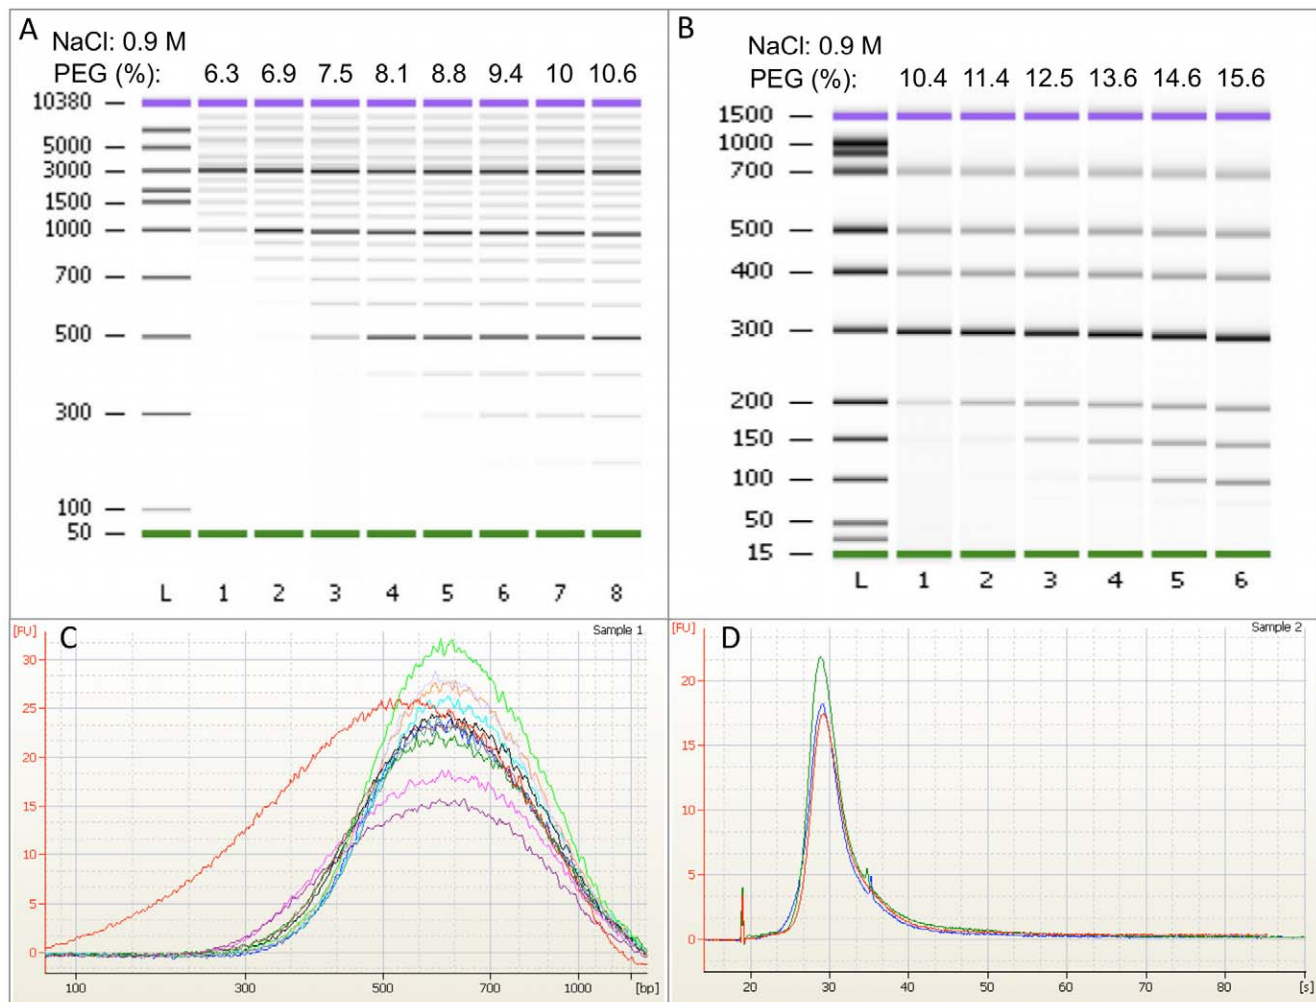 A
NaCl: 0.9 M
PEG (%): 6.3 6.9 7.5 8.1 8.8 9.4 10 10.6
10380
5000
3000
1500
1000
700
500
300
100
50
L 1 2 3 4 5 6 7 8
B
NaCl: 0.9 M
PEG (%): 10.4 11.4 12.5 13.6 14.6 15.6
1500
1000
700
500
400
300
200
150
100
50
15
L 1 2 3 4 5 6
[FU] C Sample 1
30
25
20
15
10
5
0
100 300 500 700 1000 [bp]
[FU] D Sample 2
20
15
10
5
0
20 30 40 50 60 70 80 [s]